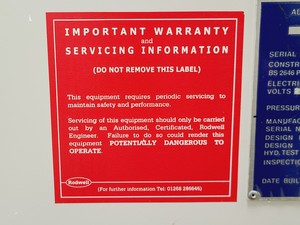 IMPORTANT WARRANTY
and
SERVICING INFORMATION
(DO NOT REMOVE THIS LABEL)
This equipment requires periodic servicing to
maintain safety and performance.
Servicing of this equipment should only be carried
out by an Authorised, Certificated, Rodwell
Engineer. Failure to do so could render this
equipment POTENTIALLY DANGEROUS TO
OPERATE
Rodwell
(For further information Tel: 01268 286646)
SERIAL
CONSTR
BS 2646 P
ELECTRI
VOLTS
PRESSUR
MANUFAC
SERIAL N
DESIGN
DESIGN
HYD. TEST
INSPECTIO
DATE BUILT